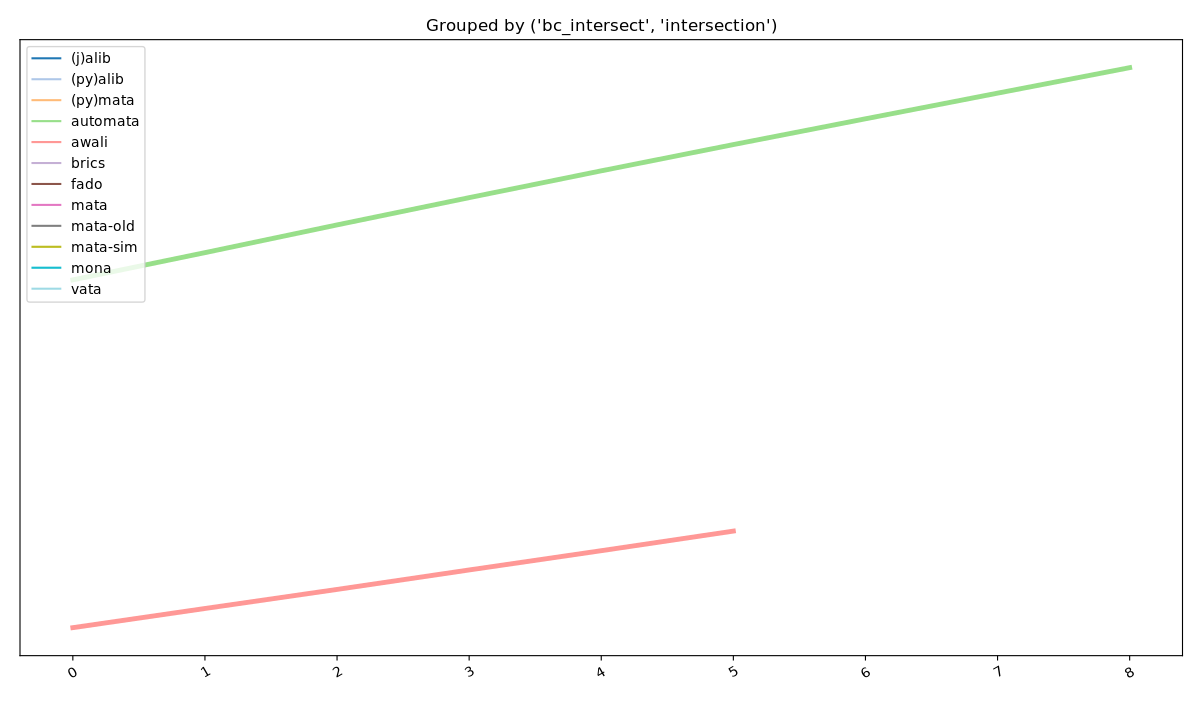 Grouped by ('bc_intersect', 'intersection')
(j)alib
(py)alib
(py)mata
automata
awali
brics
fado
mata
mata-old
mata-sim
mona
vata
0 1 2 3 4 5 6 7 8